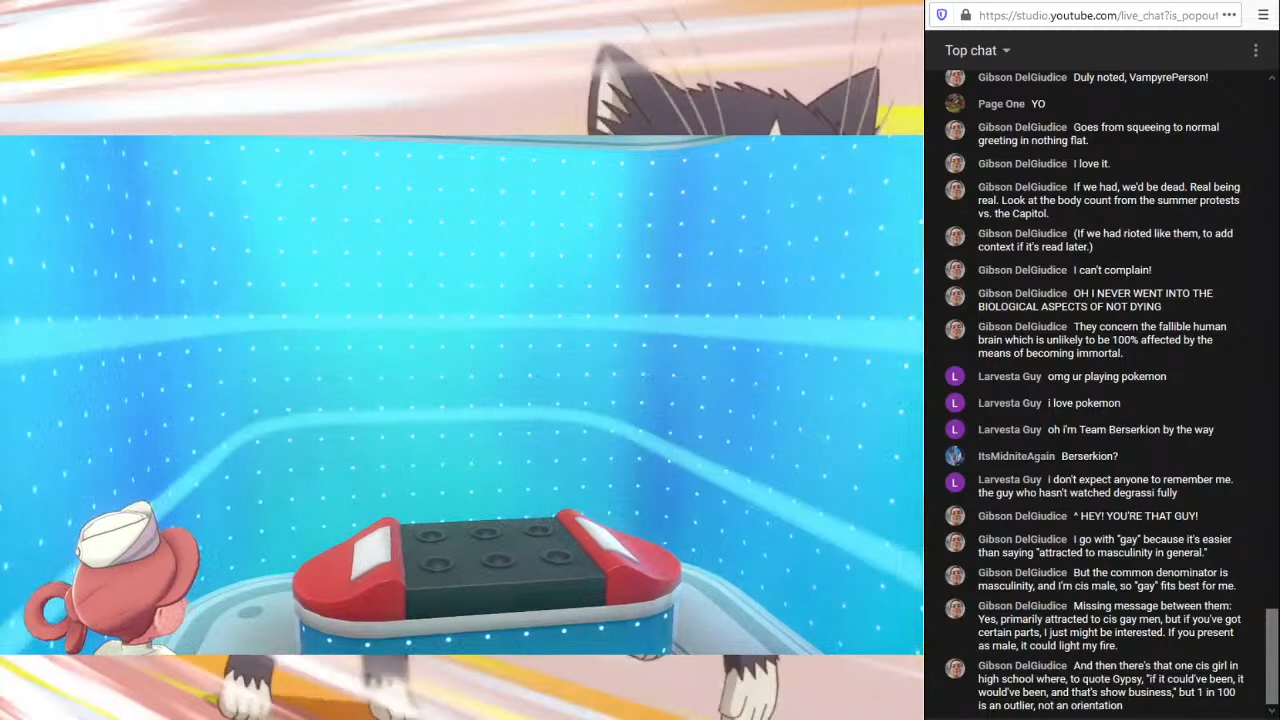 https://studio.youtube.com/live_chat?is_popout
Top chat
Gibson DelGiudice Duly noted, VampyrePerson!
Page One YO
Gibson DelGiudice Goes from squeeing to normal
greeting in nothing flat.
Gibson DelGiudice I love it.
Gibson DelGiudice If we had, we'd be dead. Real being
real. Look at the body count from the summer protests
vs. the Capitol.
Gibson DelGiudice (If we had rioted like them, to add
context if it's read later.)
Gibson DelGiudice I can't complain!
Gibson DelGiudice OH I NEVER WENT INTO THE
BIOLOGICAL ASPECTS OF NOT DYING
Gibson DelGiudice They concern the fallible human
brain which is unlikely to be 100% affected by the
means of becoming immortal.
L Larvesta Guy omg ur playing pokemon
L Larvesta Guy i love pokemon
L Larvesta Guy oh i'm Team Berserkion by the way
ItsMidniteAgain Berserkion?
L Larvesta Guy i don't expect anyone to remember me.
the guy who hasn't watched degrassi fully
Gibson DelGiudice ^ HEY! YOU'RE THAT GUY!
Gibson DelGiudice I go with "gay" because it's easier
than saying "attracted to masculinity in general."
Gibson DelGiudice But the common denominator is
masculinity, and I'm cis male, so "gay" fits best for me.
Gibson DelGiudice Missing message between them:
Yes, primarily attracted to cis gay men, but if you've got
certain parts, I just might be interested. If you present
as male, it could light my fire.
Gibson DelGiudice And then there's that one cis girl in
high school where, to quote Gypsy, "if it could've been, it
would've been, and that's show business," but 1 in 100
is an outlier, not an orientation